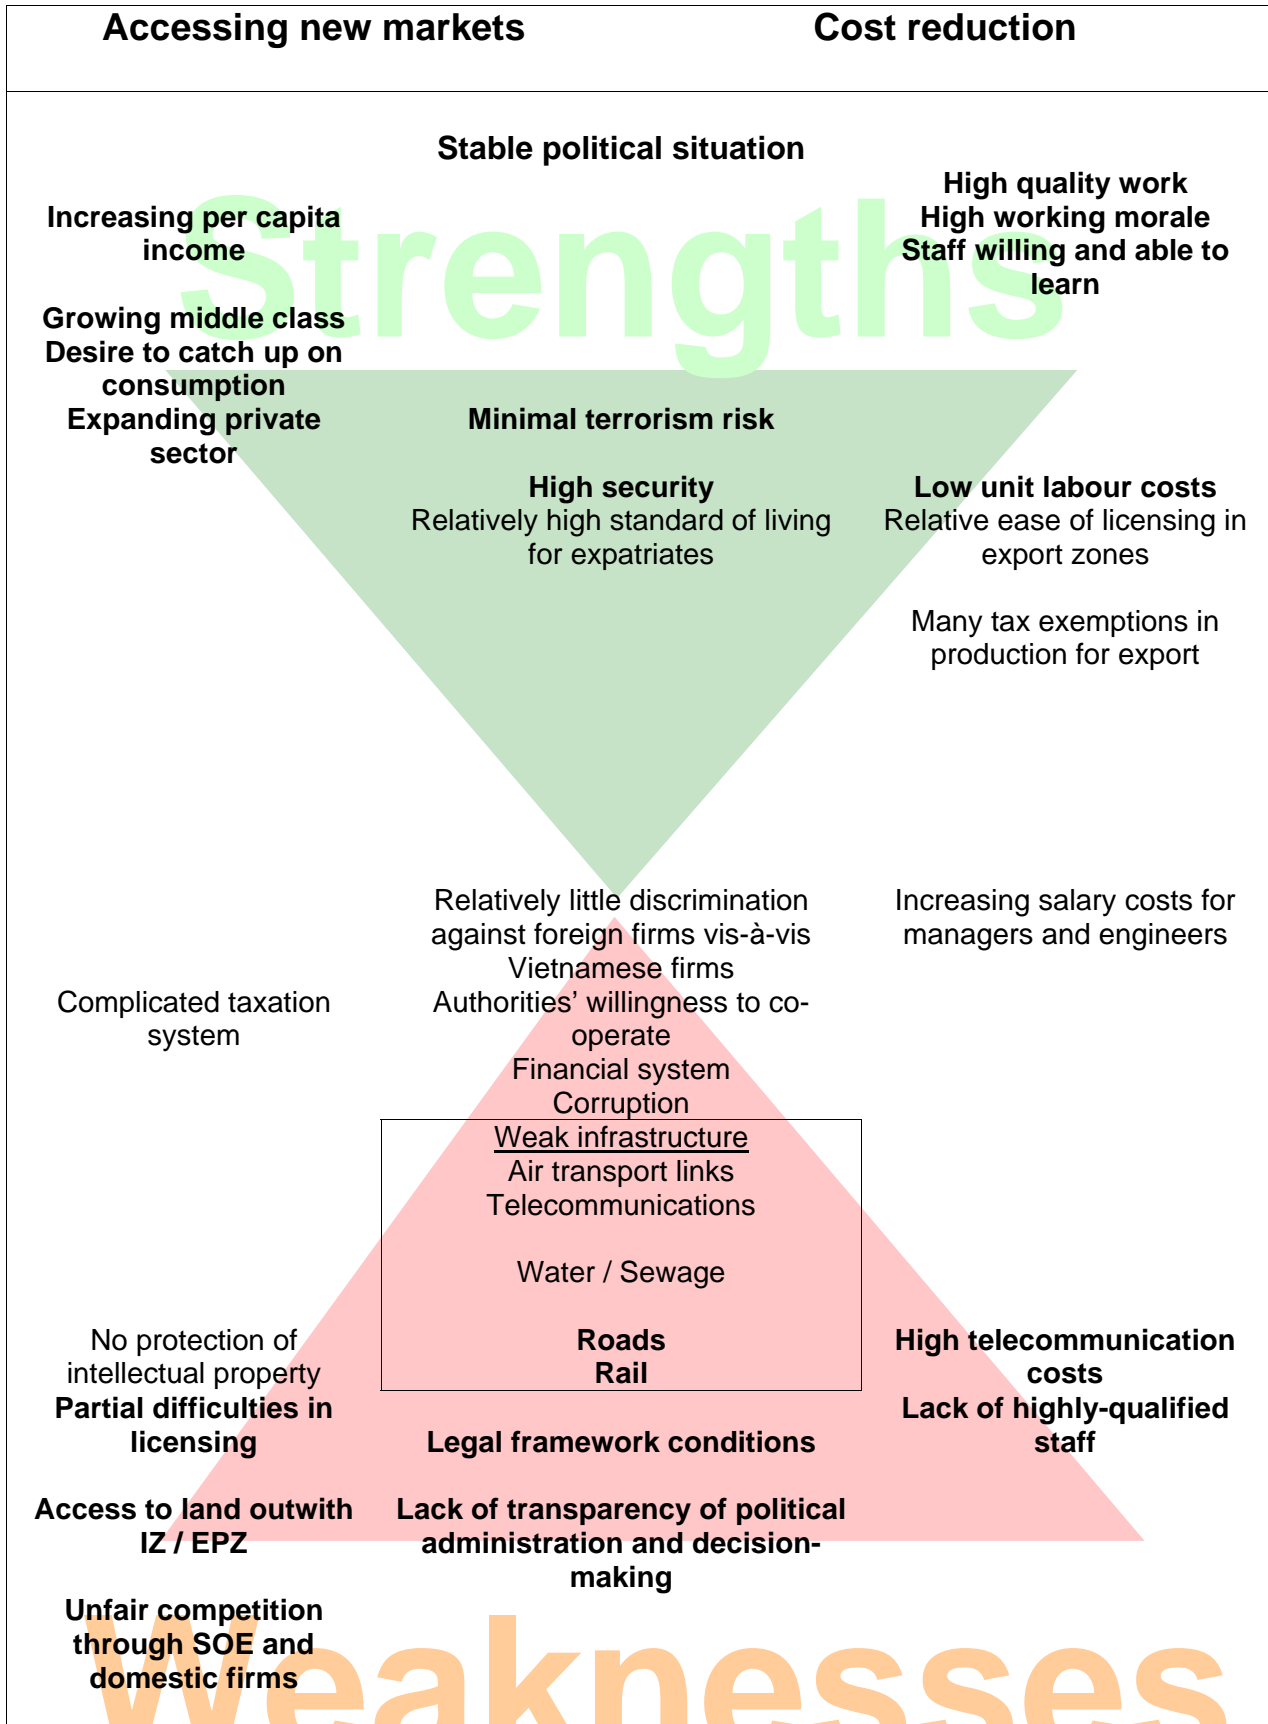 Accessing new markets
Cost reduction
Stable political situation
Strengths
Increasing per capita
income
Growing middle class
Desire to catch up on
consumption
Expanding private
sector
Minimal terrorism risk
High security
Relatively high standard of living
for expatriates
High quality work
High working morale
Staff willing and able to
learn
Low unit labour costs
Relative ease of licensing in
export zones
Many tax exemptions in
production for export
Relatively little discrimination
against foreign firms vis-à-vis
Vietnamese firms
Authorities’ willingness to co-
operate
Financial system
Corruption
Increasing salary costs for
managers and engineers
Complicated taxation
system
Weak infrastructure
Air transport links
Telecommunications
Water / Sewage
Roads
Rail
No protection of
intellectual property
Partial difficulties in
licensing
Access to land outwith
IZ / EPZ
Unfair competition
through SOE and
domestic firms
Legal framework conditions
Lack of transparency of political
administration and decision-
making
High telecommunication
costs
Lack of highly-qualified
staff
Weaknesses